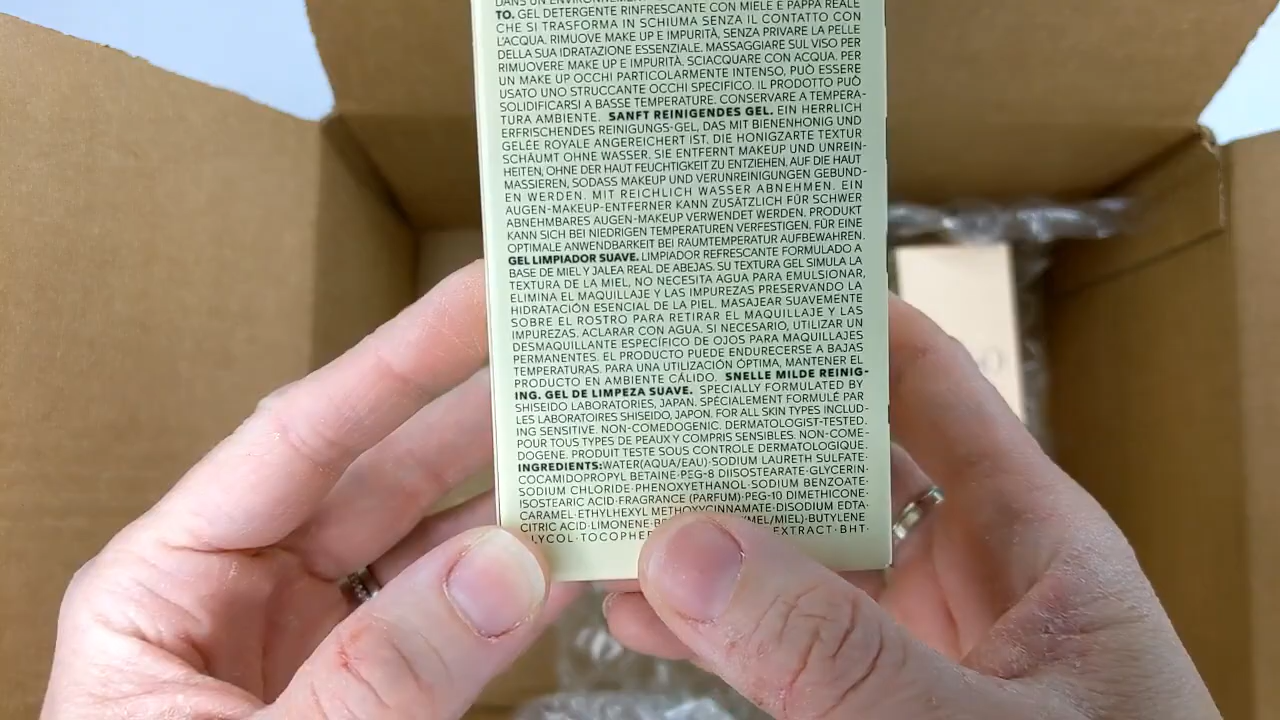 DANS UN ENVIRONNEMENT
TO. GEL DETERGENTE RINFRESCANTE CON MIELE E PAPPA REALE
CHE SI TRASFORMA IN SCHIUMA SENZA IL CONTATTO CON
L'ACQUA. RIMUOVE MAKE UP E IMPURITÀ, SENZA PRIVARE LA PELLE
DELLA SUA IDRATAZIONE ESSENZIALE. MASSAGGIARE SUL VISO PER
RIMUOVERE MAKE UP E IMPURITÀ, SCIACQUARE CON ACQUA. PER
UN MAKE UP OCCHI PARTICOLARMENTE INTENSO, PUÒ ESSERE
USATO UNO STRUCCANTE OCCHI SPECIFICO. IL PRODOTTO PUÒ
SOLIDIFICARSI A BASSE TEMPERATURE. CONSERVARE A TEMPERA-
TURA AMBIENTE. SANFT REINIGENDES GEL. EIN HERRLICH
ERFRISCHENDES REINIGUNGS-GEL, DAS MIT BIENENHONIG UND
GELÉE ROYALE ANGEREICHERT IST. DIE HONIGZARTE TEXTUR
SCHÄUMT OHNE WASSER. SIE ENTFERNT MAKEUP UND UNREIN-
HEITEN, OHNE DER HAUT FEUCHTIGKEIT ZU ENTZIEHEN. AUF DIE HAUT
MASSIEREN, SODASS MAKEUP UND VERUNREINIGUNGEN GEBUND-
EN WERDEN. MIT REICHLICH WASSER ABNEHMEN. EIN
AUGEN-MAKEUP-ENTFERNER KANN ZUSÄTZLICH FÜR SCHWER
ABNEHMBARES AUGEN-MAKEUP VERWENDET WERDEN. PRODUKT
KANN SICH BEI NIEDRIGEN TEMPERATUREN VERFESTIGEN. FÜR EINE
OPTIMALE ANWENDBARKEIT BEI RAUMTEMPERATUR AUFBEWAHREN.
GEL LIMPIADOR SUAVE. LIMPIADOR REFRESCANTE FORMULADO A
BASE DE MIEL Y JALEA REAL DE ABEJAS. SU TEXTURA GEL SIMULA LA
TEXTURA DE LA MIEL, NO NECESITA AGUA PARA EMULSIONAR,
ELIMINA EL MAQUILLAJE Y LAS IMPUREZAS PRESERVANDO LA
HIDRATACIÓN ESENCIAL DE LA PIEL. MASAJEAR SUAVEMENTE
SOBRE EL ROSTRO PARA RETIRAR EL MAQUILLAJE Y LAS
IMPUREZAS. ACLARAR CON AGUA. SI NECESARIO, UTILIZAR UN
DESMAQUILLANTE ESPECÍFICO DE OJOS PARA MAQUILLAJES
PERMANENTES. EL PRODUCTO PUEDE ENDURECERSE A BAJAS
TEMPERATURAS. PARA UNA UTILIZACIÓN ÓPTIMA, MANTENER EL
PRODUCTO EN AMBIENTE CÁLIDO. SNELLE MILDE REINIG-
ING. GEL DE LIMPEZA SUAVE. SPECIALLY FORMULATED BY
SHISEIDO LABORATORIES, JAPAN. SPÉCIALEMENT FORMULÉ PAR
LES LABORATOIRES SHISEIDO, JAPON. FOR ALL SKIN TYPES INCLUD-
ING SENSITIVE. NON-COMEDOGENIC. DERMATOLOGIST-TESTED.
POUR TOUS TYPES DE PEAUX Y COMPRIS SENSIBLES. NON-COME-
DOGENE. PRODUIT TESTE SOUS CONTROLE DERMATOLOGIQUE.
INGREDIENTS:WATER(AQUA/EAU)·SODIUM LAURETH SULFATE·
COCAMIDOPROPYL BETAINE·PEG-8 DIISOSTEARATE·GLYCERIN·
SODIUM CHLORIDE·PHENOXYETHANOL·SODIUM BENZOATE·
ISOSTEARIC ACID·FRAGRANCE (PARFUM)·PEG-10 DIMETHICONE·
CARAMEL·ETHYLHEXYL METHOXYCINNAMATE·DISODIUM EDTA·
CITRIC ACID·LIMONENE· /MEL/MIEL)·BUTYLENE
LYCOL· EXTRACT·BHT·